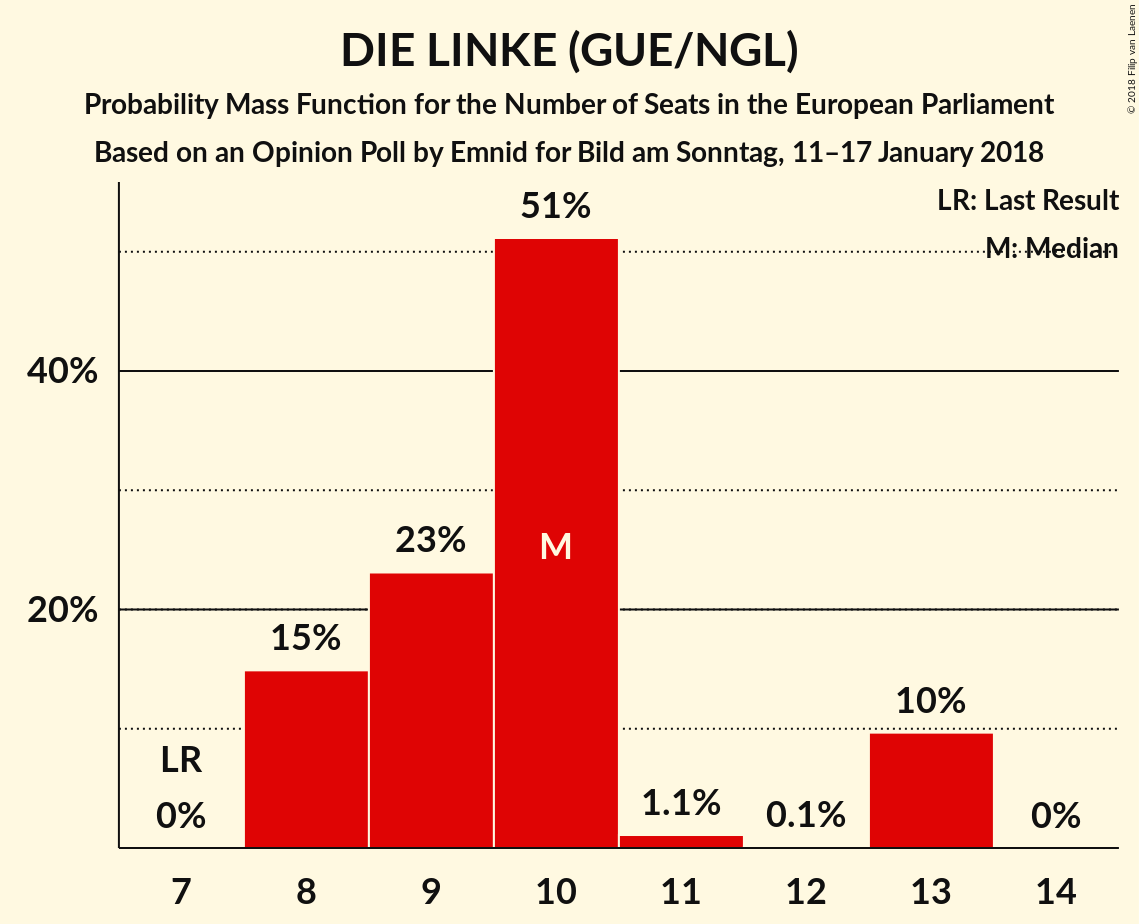 DIE LINKE (GUE/NGL)
Probability Mass Function for the Number of Seats in the European Parliament
Based on an Opinion Poll by Emnid for Bild am Sonntag, 11–17 January 2018
© 2018 Filip van Laenen
LR: Last Result
M: Median
51%
40%
23%
M
20%
15%
10%
LR
0%
1.1%
0.1%
0%
7 8 9 10 11 12 13 14